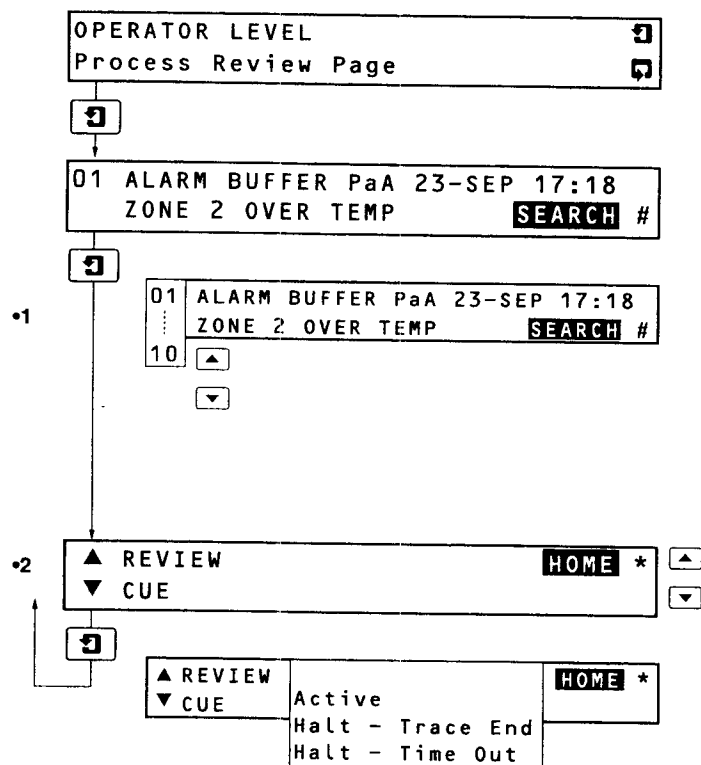 OPERATOR LEVEL
Process Review Page
01 ALARM BUFFER PaA 23-SEP 17:18
ZONE 2 OVER TEMP SEARCH #
•1
01 ALARM BUFFER PaA 23-SEP 17:18
ZONE 2 OVER TEMP SEARCH #
10
•2
▲ REVIEW HOME *
▼ CUE
▲ REVIEW HOME *
▼ CUE
Active
Halt - Trace End
Halt - Time Out